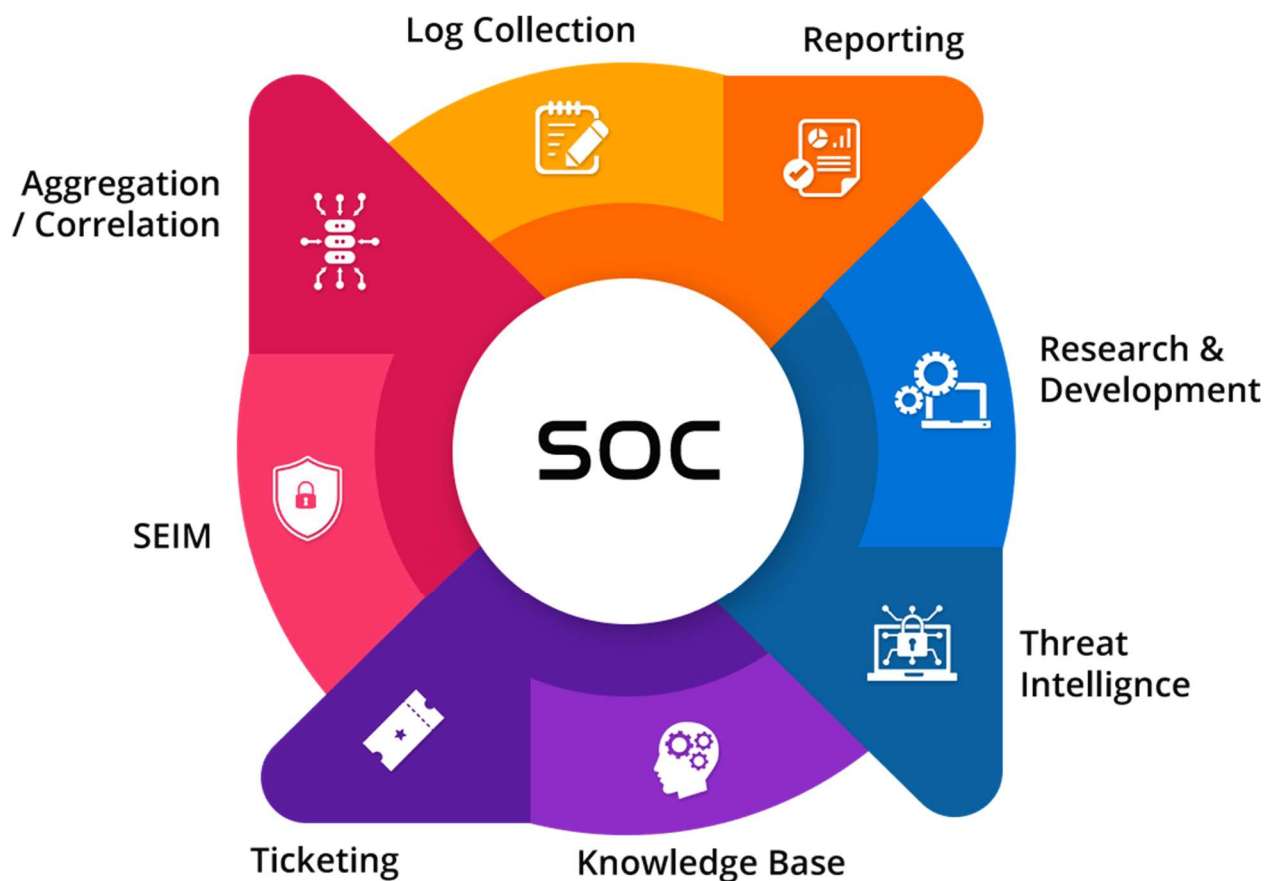 Log Collection
Reporting
Aggregation
/ Correlation
Research &
Development
SOC
SEIM
Threat
Intellignce
Ticketing
Knowledge Base